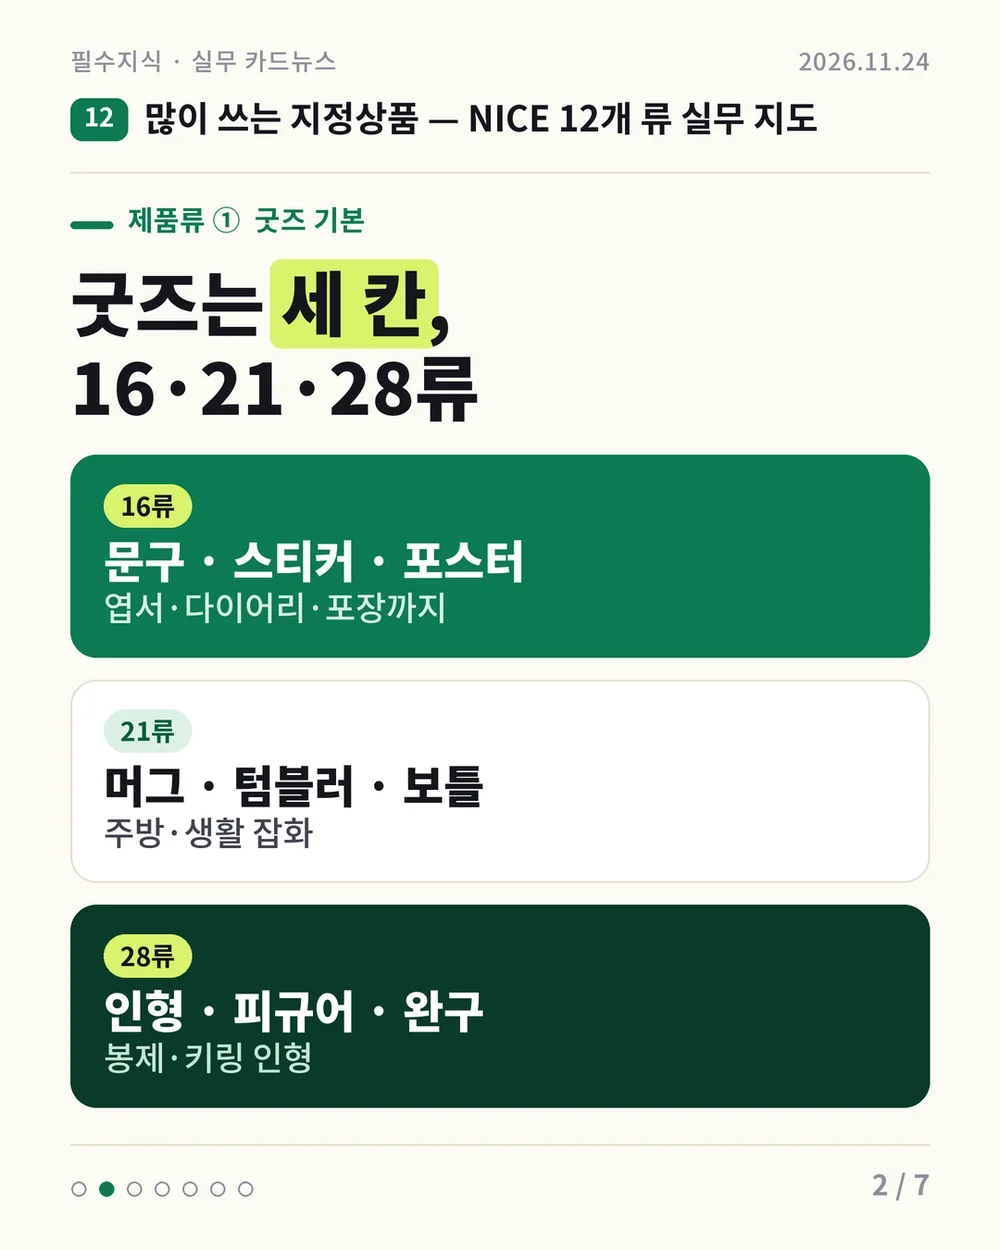 필수지식 · 실무 카드뉴스
2026.11.24
12 많이 쓰는 지정상품 — NICE 12개 류 실무 지도
제품류 ① 굿즈 기본
굿즈는 세 칸,
16·21·28류
16류
문구 · 스티커 · 포스터
엽서·다이어리·포장까지
21류
머그 · 텀블러 · 보틀
주방·생활 잡화
28류
인형 · 피규어 · 완구
봉제·키링 인형
2 / 7